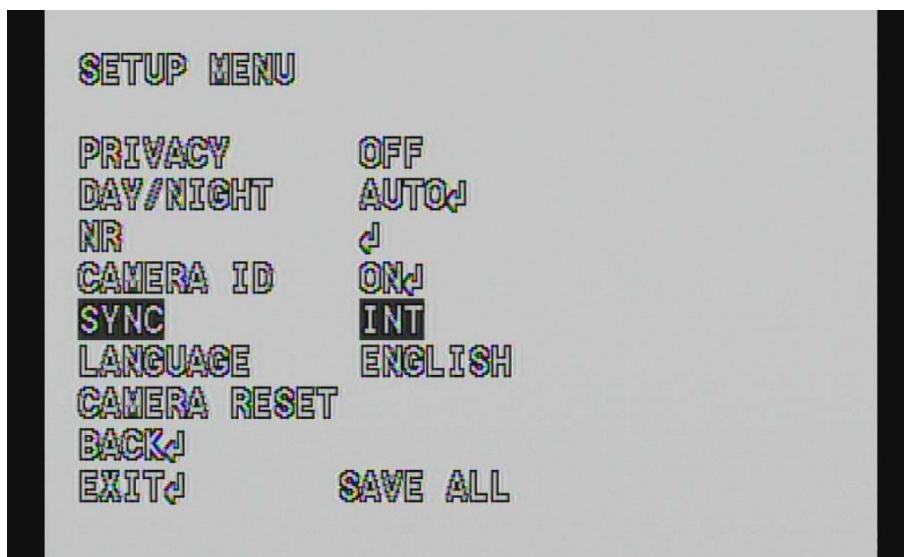 SETUP MENU
PRIVACY OFF
DAY/NIGHT AUTO↲
NR ↲
CAMERA ID ON↲
SYNC INT
LANGUAGE ENGLISH
CAMERA RESET
BACK↲
EXIT↲ SAVE ALL